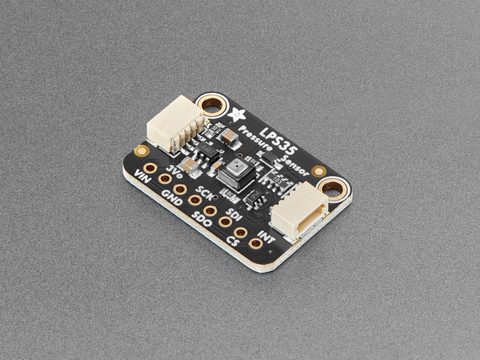 LPS35
Pressure Sensor
VIN
3Vo
GND
SCK
SDO
SDI
CS
INT